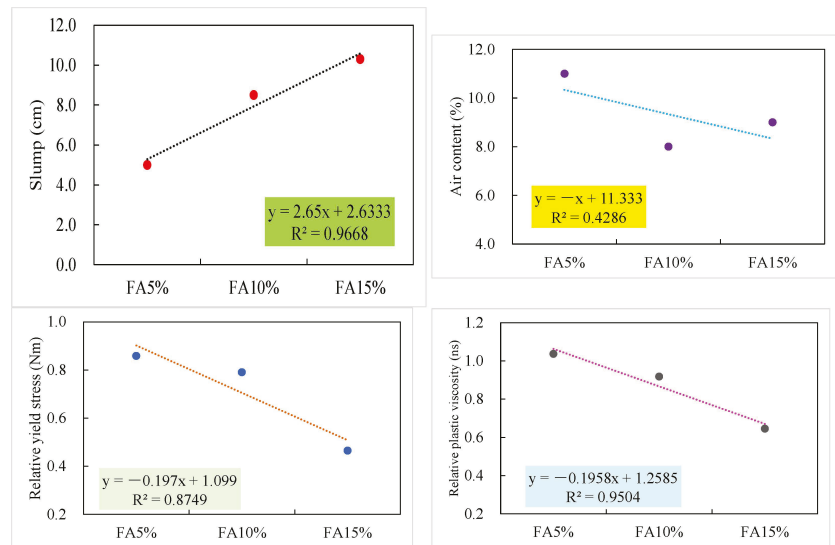 12.0
10.0
8.0
6.0
4.0
2.0
0.0
Slump (cm)
y = 2.65x + 2.6333
R² = 0.9668
FA5% FA10% FA15%
12.0
10.0
8.0
6.0
4.0
Air content (%)
y = －x + 11.333
R² = 0.4286
FA5% FA10% FA15%
1.0
0.8
0.6
0.4
0.2
Relative yield stress (Nm)
y = －0.197x + 1.099
R² = 0.8749
FA5% FA10% FA15%
1.2
1.0
0.8
0.6
0.4
0.2
Relative plastic viscosity (ns)
y = －0.1958x + 1.2585
R² = 0.9504
FA5% FA10% FA15%